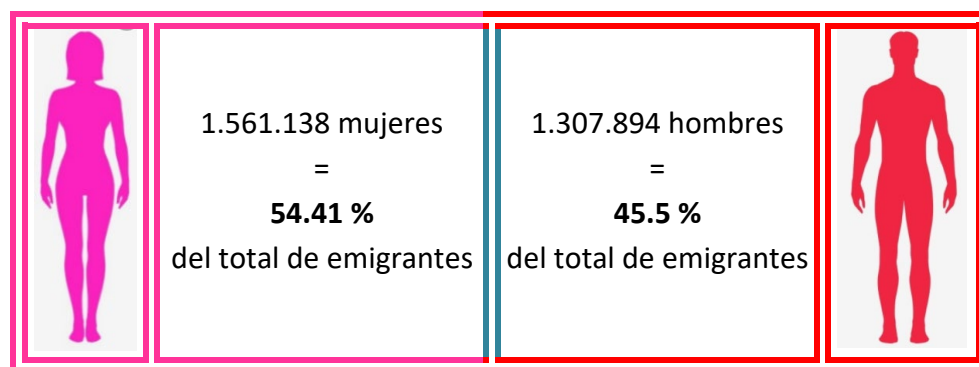 1.561.138 mujeres
=
54.41 %
del total de emigrantes
1.307.894 hombres
=
45.5 %
del total de emigrantes